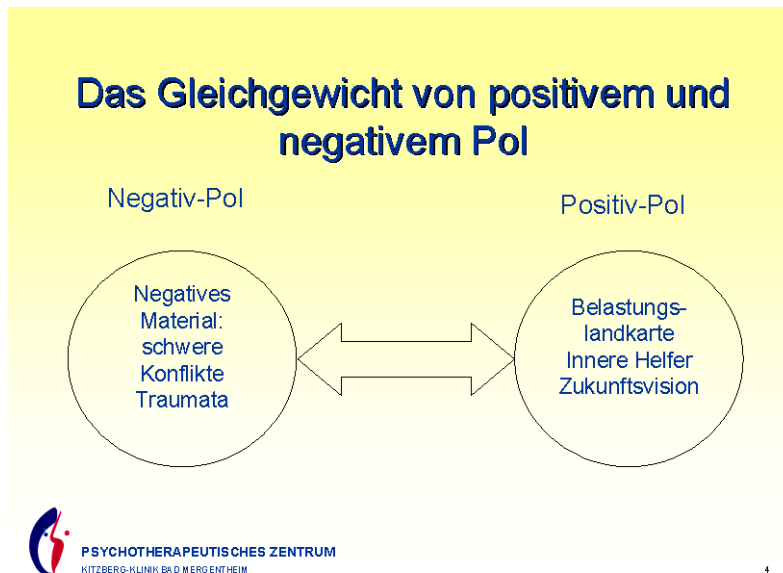 Das Gleichgewicht von positivem und
negativem Pol
Negativ-Pol
Positiv-Pol
Negatives
Material:
schwere
Konflikte
Traumata
Belastungs-
landkarte
Innere Helfer
Zukunftsvision
PSYCHOTHERAPEUTISCHES ZENTRUM
KITZBERG-KLINIK BAD MERGENTHEIM
4